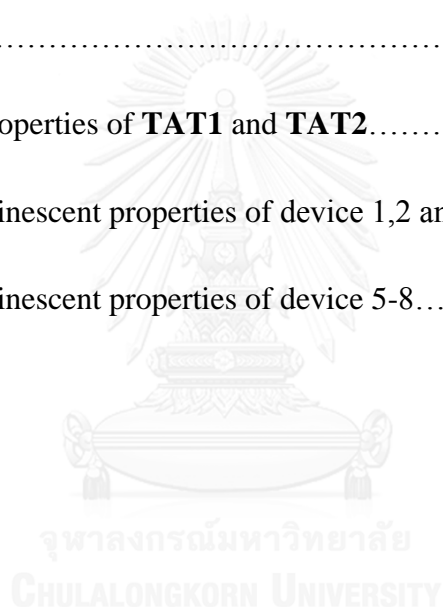 ……………………………………
operties of TAT1 and TAT2…….
inescent properties of device 1,2 an
inescent properties of device 5-8…
จุฬาลงกรณ์มหาวิทยาลัย
CHULALONGKORN UNIVERSITY